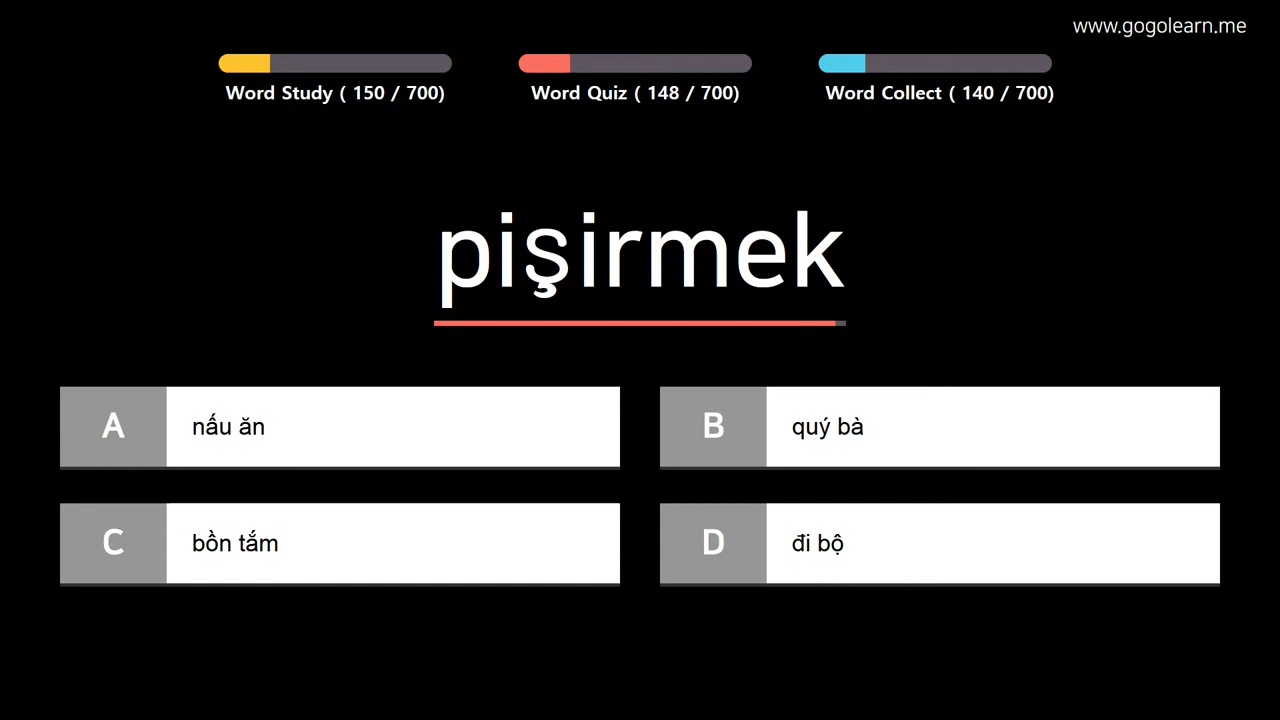 www.gogolearn.me
Word Study ( 150 / 700)
Word Quiz ( 148 / 700)
Word Collect ( 140 / 700)
pişirmek
A nấu ăn
B quý bà
C bồn tắm
D đi bộ